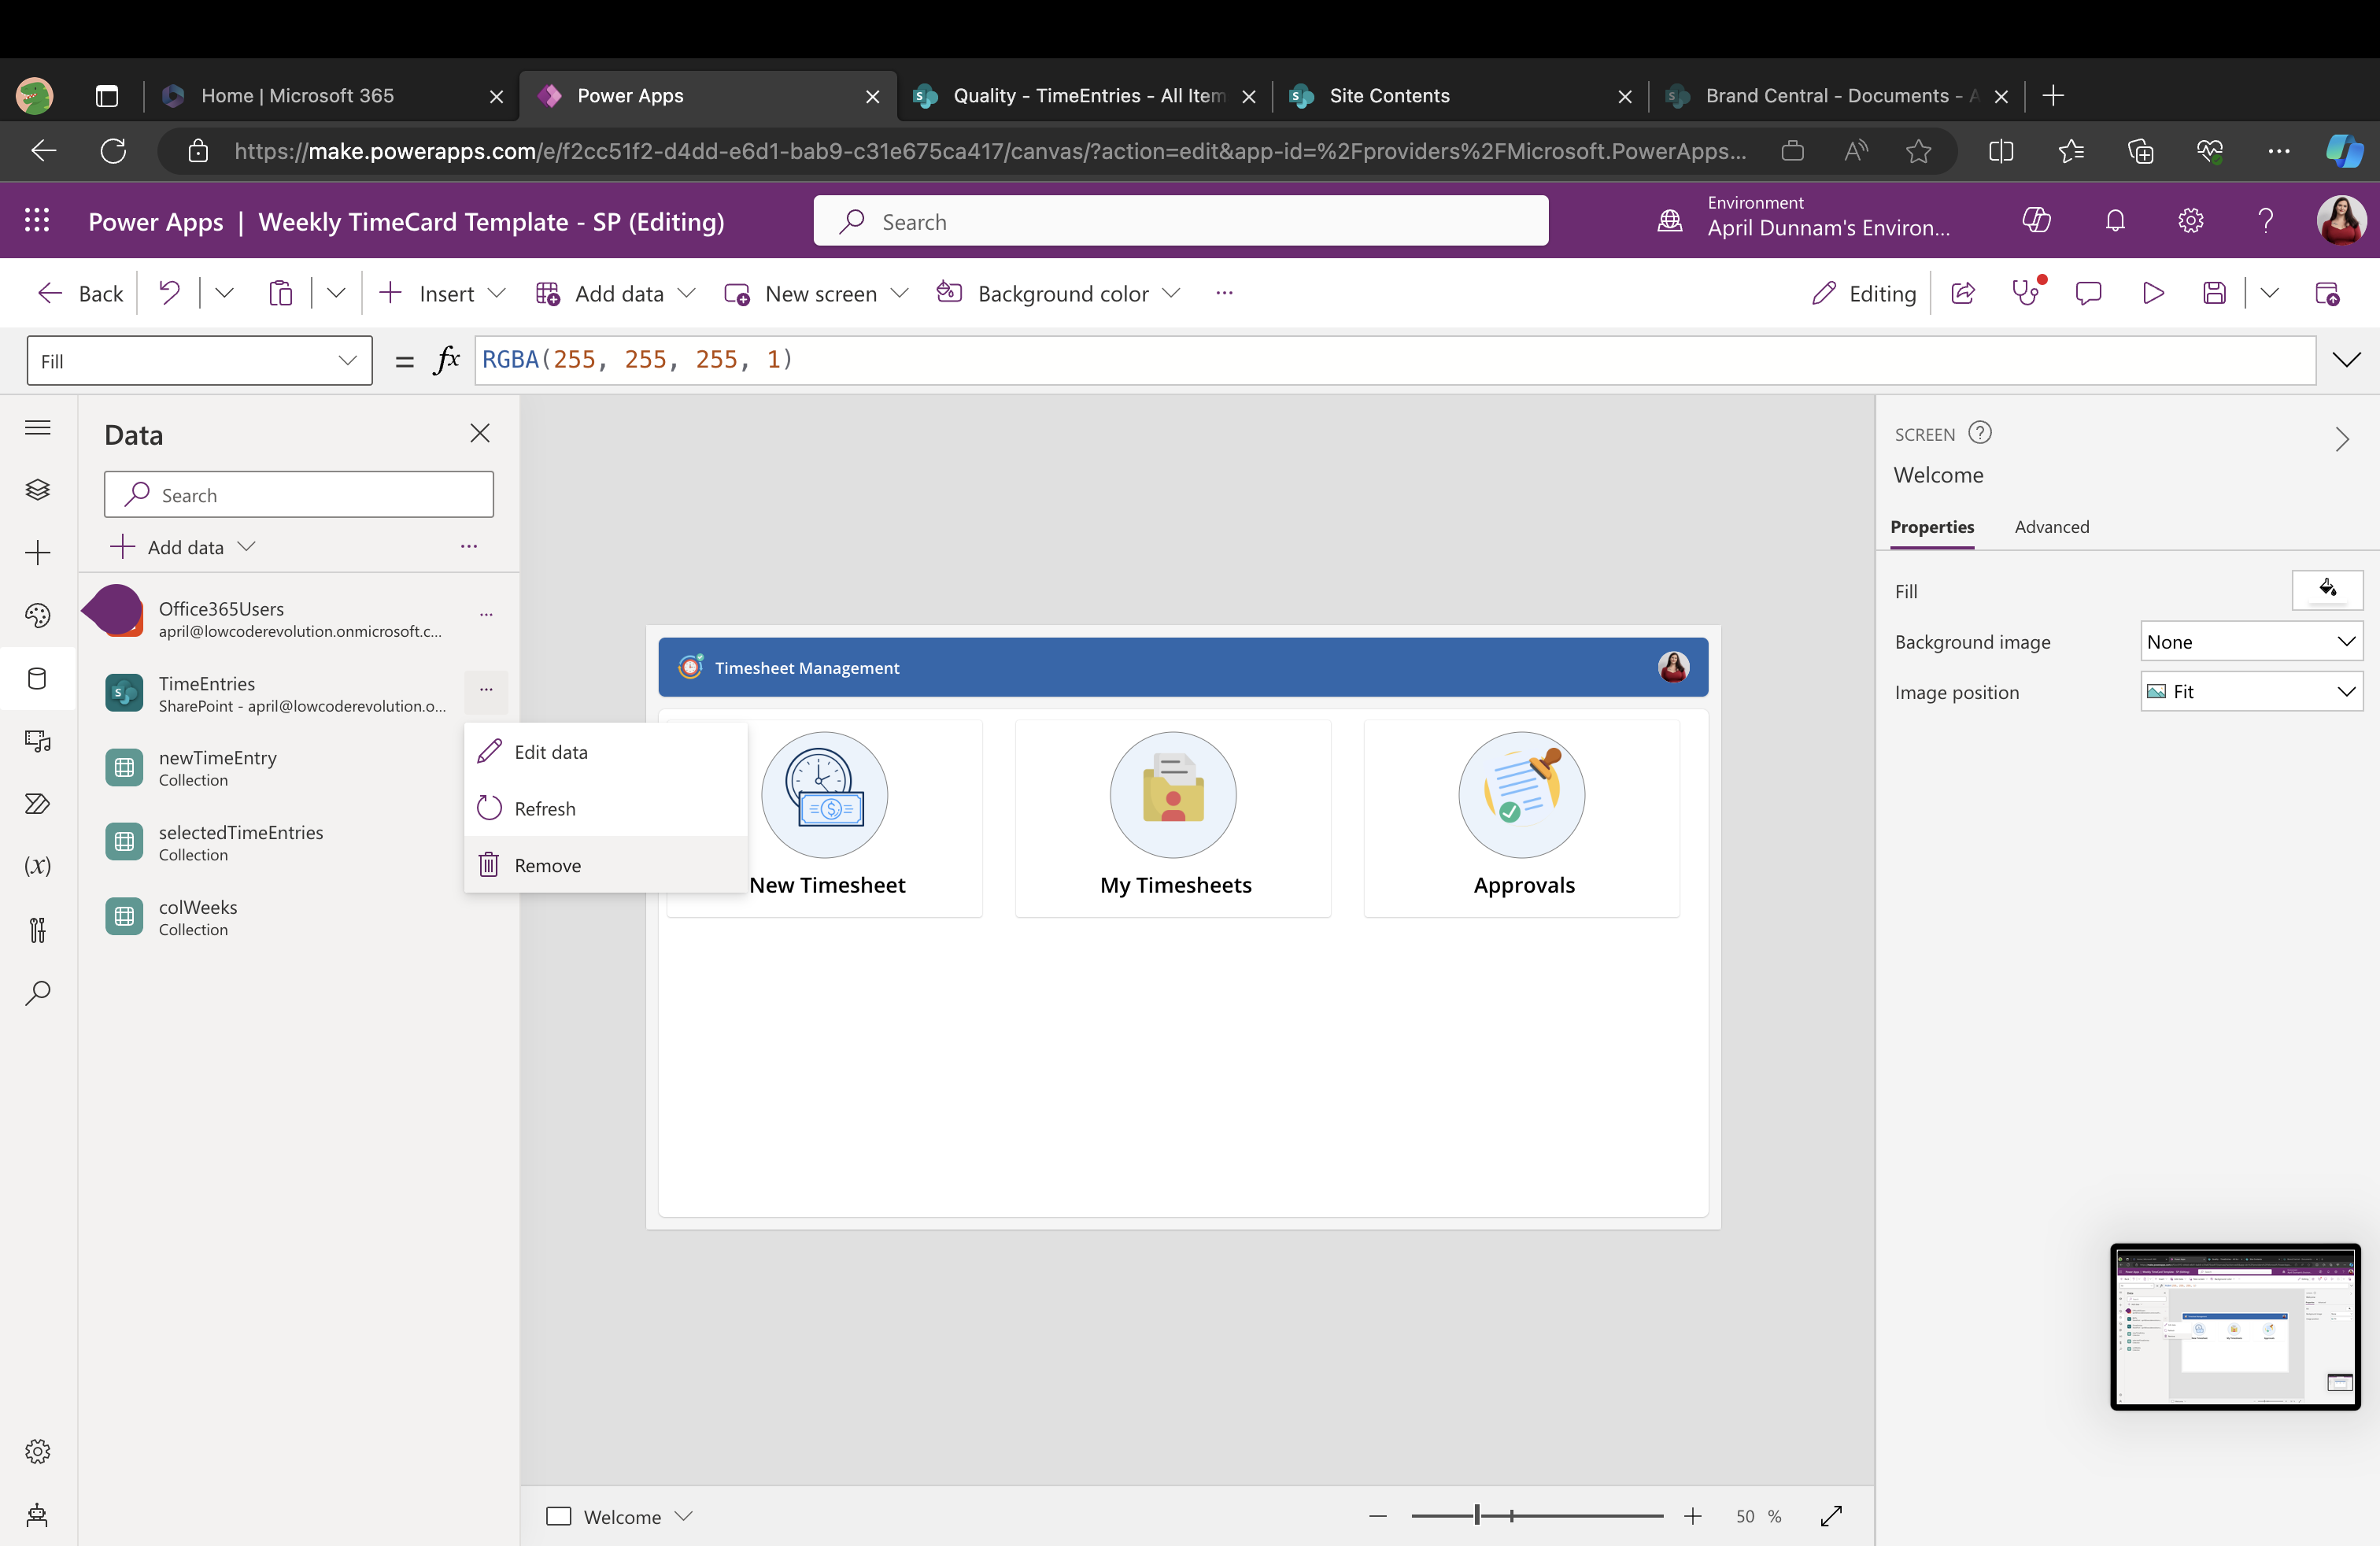 Home | Microsoft 365
Power Apps
Quality - TimeEntries - All Item
Site Contents
Brand Central - Documents - A
https://make.powerapps.com/e/f2cc51f2-d4dd-e6d1-bab9-c31e675ca417/canvas/?action=edit&app-id=%2Fproviders%2FMicrosoft.PowerApps...
Power Apps | Weekly TimeCard Template - SP (Editing)
Search
Environment
April Dunnam's Environ...
Back
Insert
Add data
New screen
Background color
Editing
Fill
= fx
RGBA(255, 255, 255, 1)
Data
Search
Add data
Office365Users
april@lowcoderevolution.onmicrosoft.c...
TimeEntries
SharePoint - april@lowcoderevolution.o...
newTimeEntry
Collection
selectedTimeEntries
Collection
colWeeks
Collection
Edit data
Refresh
Remove
Timesheet Management
New Timesheet
My Timesheets
Approvals
SCREEN
Welcome
Properties
Advanced
Fill
Background image
None
Image position
Fit
Welcome
50 %